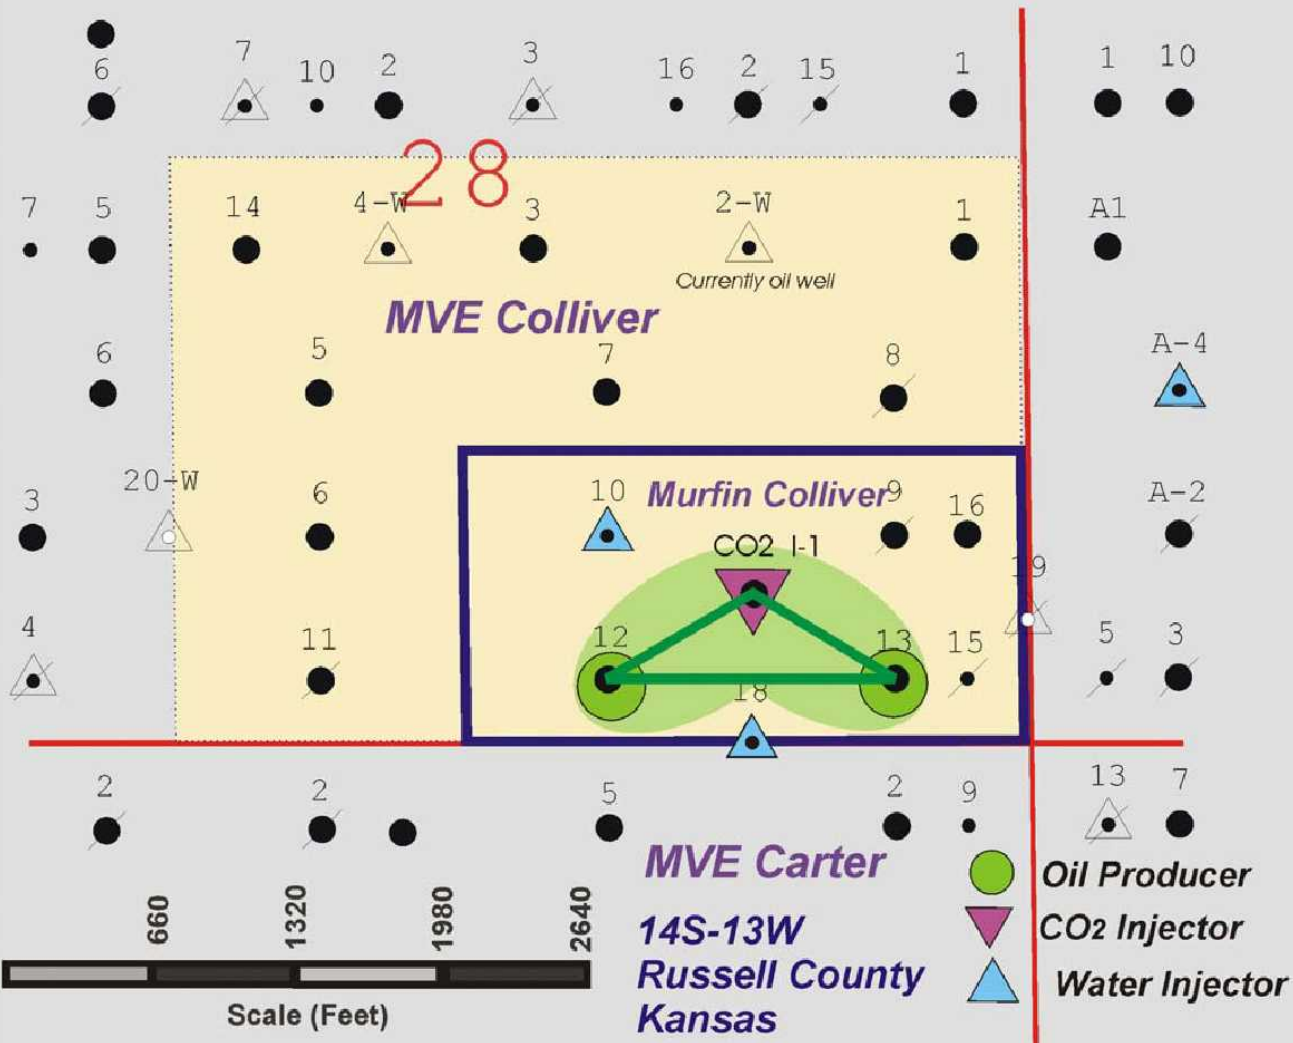 6 7 10 2 3 16 2 15 1 1 10
28
7 5 14 4-W 3 2-W 1 A1
Currently oil well
MVE Colliver
6 5 7 8 A-4
20-W
3 6 10 Murfin Colliver 9 16 A-2
CO2 I-1
19
4 11 12 13 15 5 3
18
2 2 5 2 9 13 7
MVE Carter
Oil Producer
14S-13W
CO2 Injector
Russell County
Water Injector
Kansas
660 1320 1980 2640
Scale (Feet)